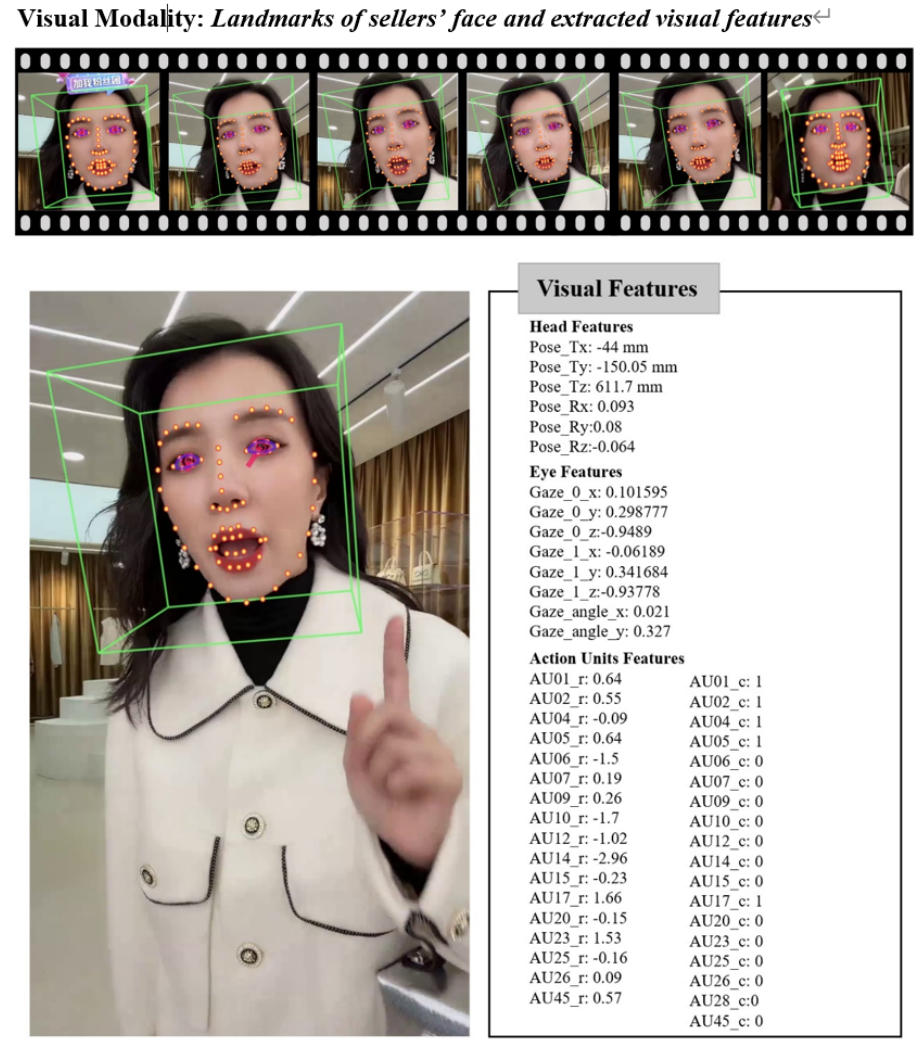 Visual Modality: Landmarks of sellers' face and extracted visual features↵
加我粉丝团
Visual Features
Head Features
Pose_Tx: -44 mm
Pose_Ty: -150.05 mm
Pose_Tz: 611.7 mm
Pose_Rx: 0.093
Pose_Ry:0.08
Pose_Rz:-0.064
Eye Features
Gaze_0_x: 0.101595
Gaze_0_y: 0.298777
Gaze_0_z:-0.9489
Gaze_1_x: -0.06189
Gaze_1_y: 0.341684
Gaze_1_z:-0.93778
Gaze_angle_x: 0.021
Gaze_angle_y: 0.327
Action Units Features
AU01_r: 0.64
AU02_r: 0.55
AU04_r: -0.09
AU05_r: 0.64
AU06_r: -1.5
AU07_r: 0.19
AU09_r: 0.26
AU10_r: -1.7
AU12_r: -1.02
AU14_r: -2.96
AU15_r: -0.23
AU17_r: 1.66
AU20_r: -0.15
AU23_r: 1.53
AU25_r: -0.16
AU26_r: 0.09
AU45_r: 0.57
AU01_c: 1
AU02_c: 1
AU04_c: 1
AU05_c: 1
AU06_c: 0
AU07_c: 0
AU09_c: 0
AU10_c: 0
AU12_c: 0
AU14_c: 0
AU15_c: 0
AU17_c: 1
AU20_c: 0
AU23_c: 0
AU25_c: 0
AU26_c: 0
AU28_c:0
AU45_c: 0